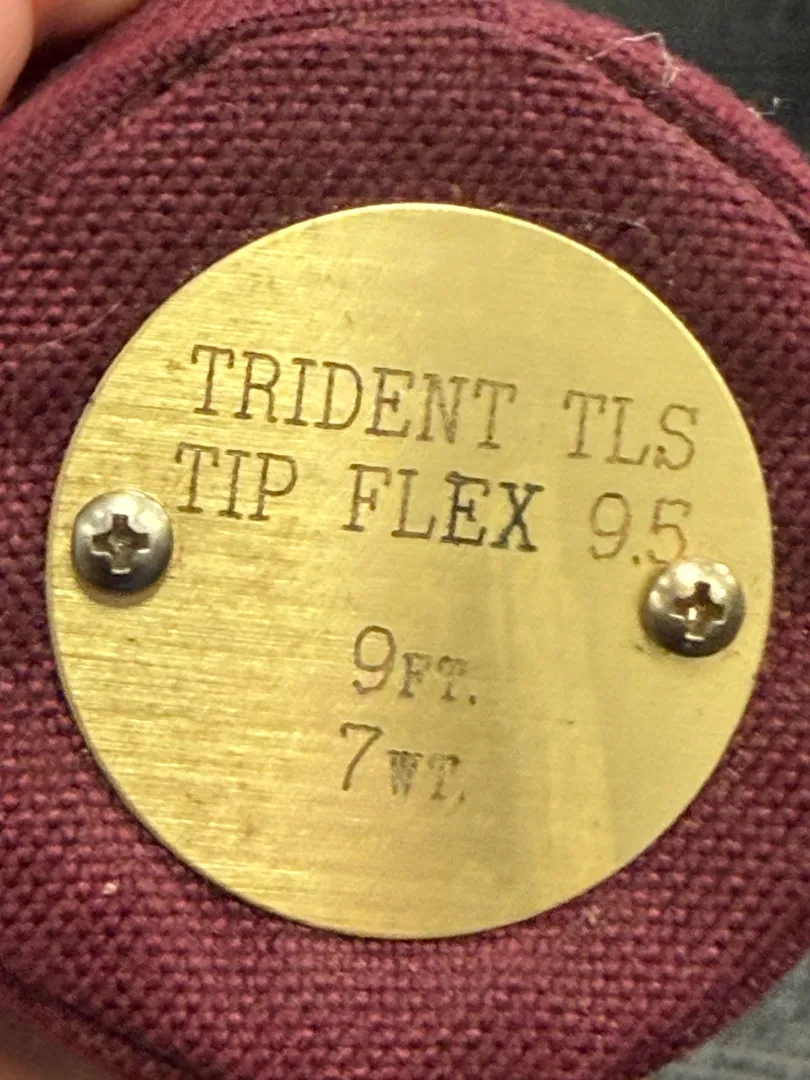 TRIDENT TLS
TIP FLEX 9.5
9FT.
7WT.